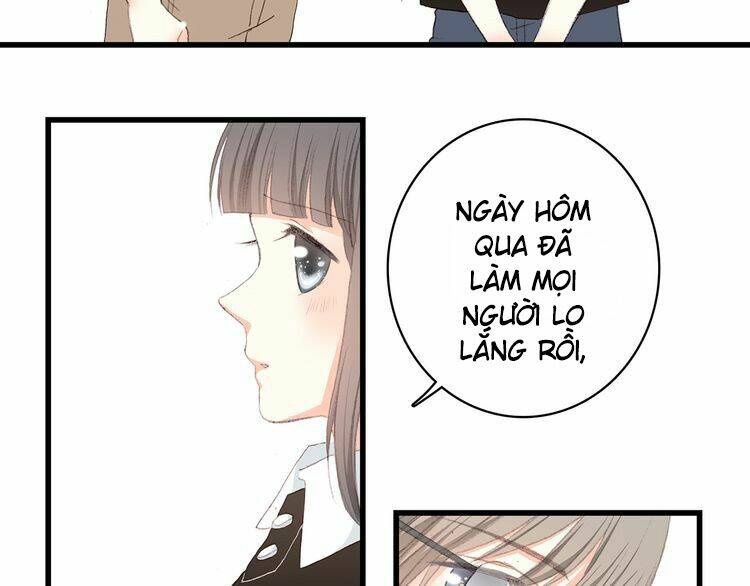 NGÀY HÔM
QUA ĐÃ
LÀM MỌI
NGƯỜI LO
LẮNG RỒI,